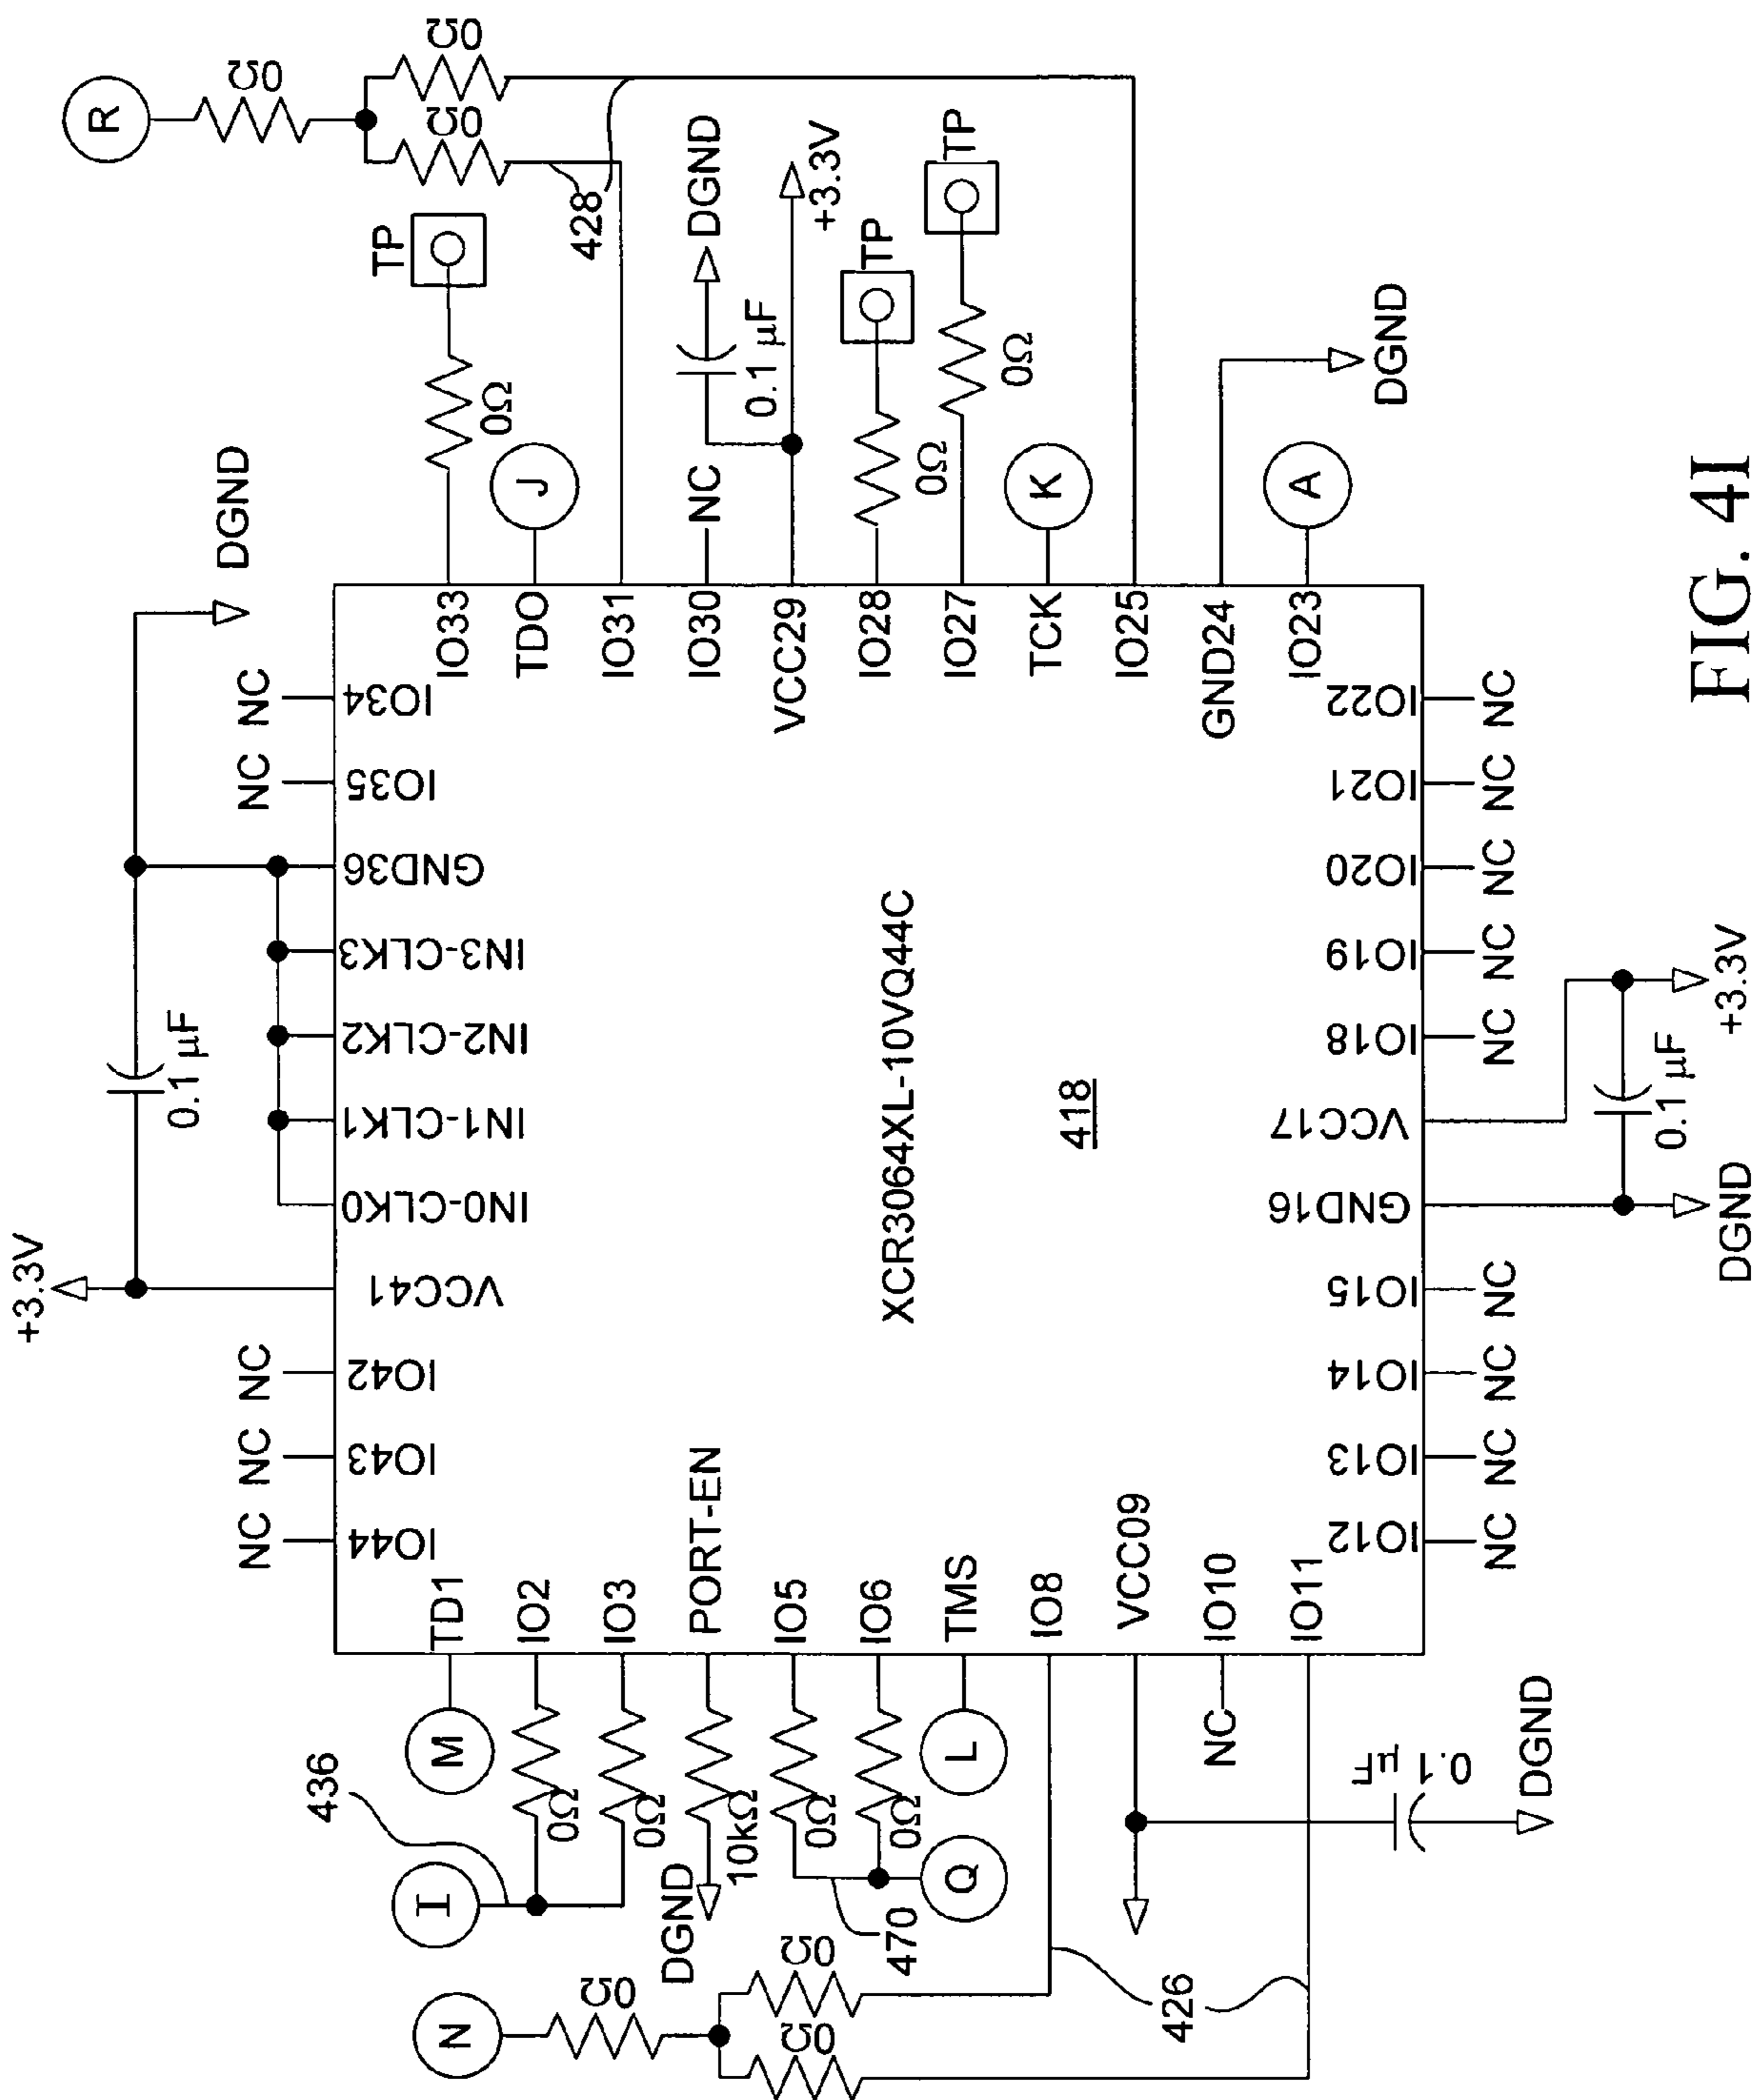 R
0Ω
0Ω
0Ω
428
TP
0Ω
J
DGND
0.1 µF
NC
+3.3V
TP
0Ω
TP
0Ω
K
DGND
A
DGND
0.1 µF
+3.3V
IO33
TDO
IO31
IO30
VCC29
IO28
IO27
TCK
IO25
GND24
IO23
NC
IO34
NC
IO35
GND36
IN3-CLK3
IN2-CLK2
IN1-CLK1
IN0-CLK0
VCC41
NC
IO42
NC
IO43
NC
IO44
XCR3064XL-10VQ44C
418
IO22
NC
IO21
NC
IO20
NC
IO19
NC
IO18
NC
VCC17
GND16
IO15
NC
IO14
NC
IO13
NC
IO12
NC
+3.3V
0.1 µF
DGND
TD1
IO2
IO3
PORT-EN
IO5
IO6
TMS
IO8
VCC09
IO10
IO11
M
436
I
0Ω
0Ω
10kΩ
DGND
0Ω
0Ω
470
Q
L
N
0Ω
0Ω
0Ω
426
NC
0.1 µF
DGND
FIG. 4I